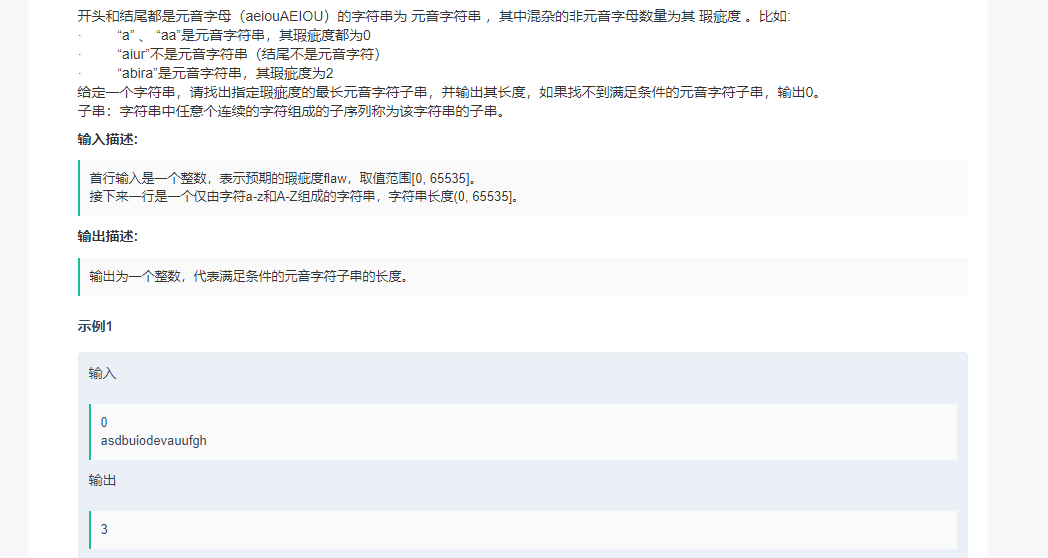 开头和结尾都是元音字母（aeiouAEIOU）的字符串为 元音字符串 ，其中混杂的非元音字母数量为其 瑕疵度 。比如:
· “a” 、 “aa”是元音字符串，其瑕疵度都为0
· “aiur”不是元音字符串（结尾不是元音字符）
· “abira”是元音字符串，其瑕疵度为2
给定一个字符串，请找出指定瑕疵度的最长元音字符子串，并输出其长度，如果找不到满足条件的元音字符子串，输出0。
子串：字符串中任意个连续的字符组成的子序列称为该字符串的子串。
输入描述:
首行输入是一个整数，表示预期的瑕疵度flaw，取值范围[0, 65535]。
接下来一行是一个仅由字符a-z和A-Z组成的字符串，字符串长度(0, 65535]。
输出描述:
输出为一个整数，代表满足条件的元音字符子串的长度。
示例1
输入
0
asdbuiodevauufgh
输出
3